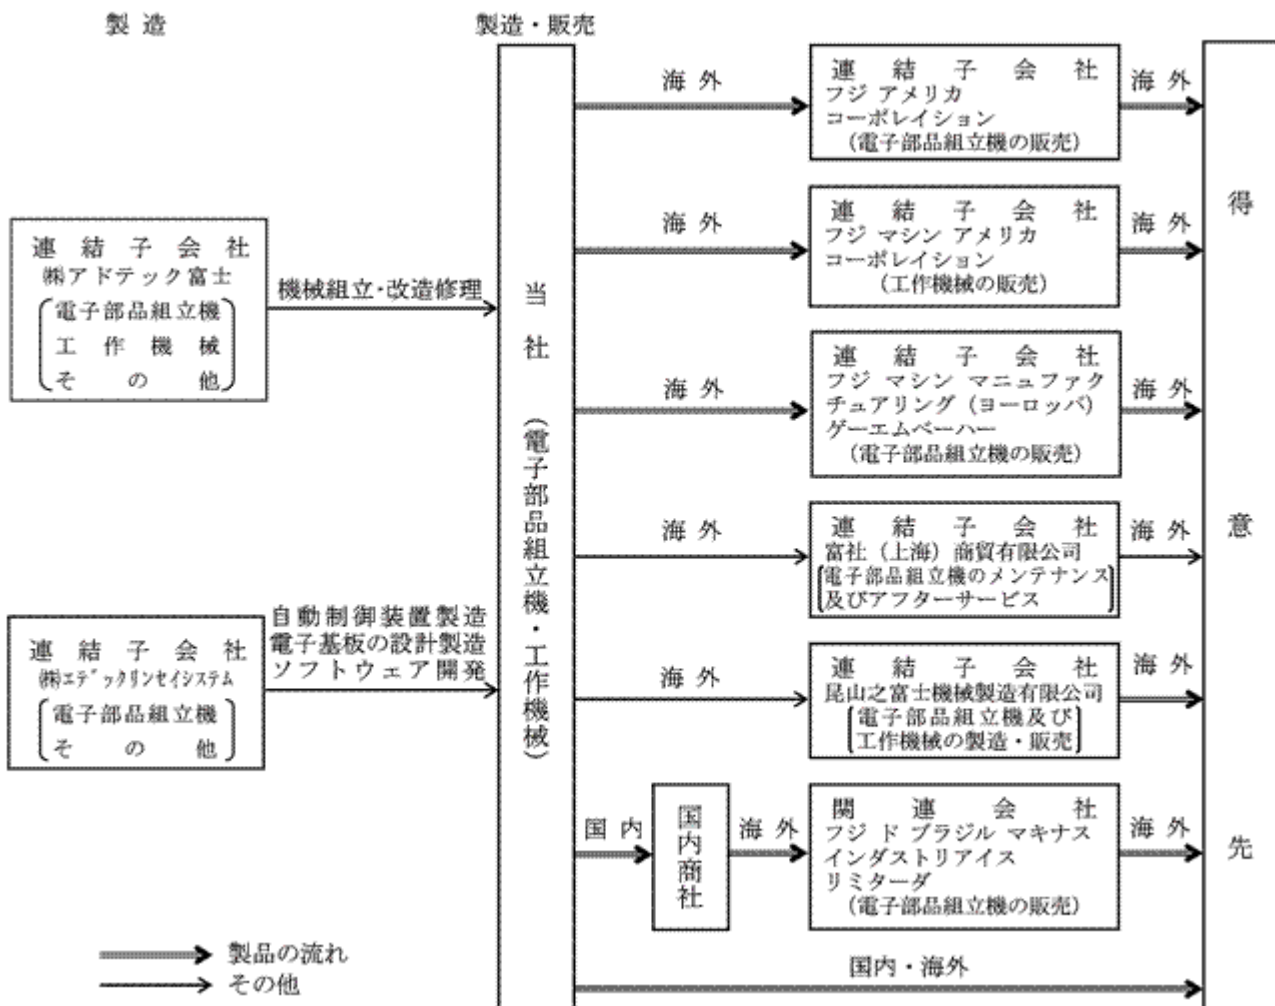 製造
製造・販売
連結子会社
㈱アドテック富士
電子部品組立機
工作機械
その他
機械組立・改造修理
連結子会社
㈱エデックリンセイシステム
電子部品組立機
その他
自動制御装置製造
電子基板の設計製造
ソフトウェア開発
当社
(電子部品組立機・工作機械)
海外
連結子会社
フジ アメリカ
コーポレイション
(電子部品組立機の販売)
海外
海外
連結子会社
フジ マシン アメリカ
コーポレイション
(工作機械の販売)
海外
海外
連結子会社
フジ マシン マニュファク
チュアリング (ヨーロッパ)
ゲーエムベーハー
(電子部品組立機の販売)
海外
海外
連結子会社
富社 (上海) 商貿有限公司
電子部品組立機のメンテナンス
及びアフターサービス
海外
海外
連結子会社
昆山之富士機械製造有限公司
電子部品組立機及び
工作機械の製造・販売
海外
国内
国内商社
海外
関連会社
フジ ド ブラジル マキナス
インダストリアイス
リミターダ
(電子部品組立機の販売)
海外
国内・海外
得意先
製品の流れ
その他